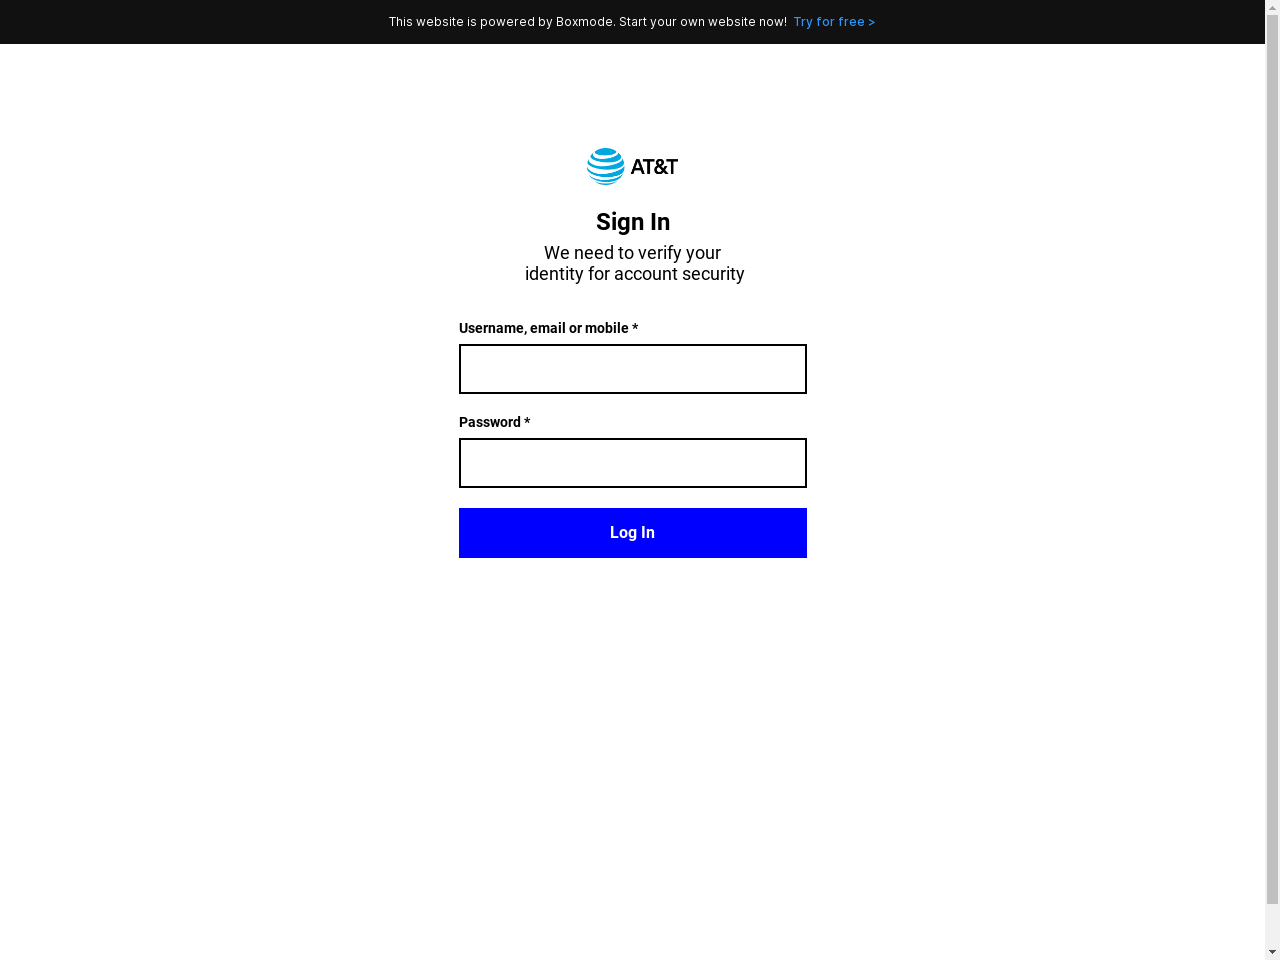 This website is powered by Boxmode. Start your own website now! Try for free >
AT&T
Sign In
We need to verify your
identity for account security
Username, email or mobile *
Password *
Log In